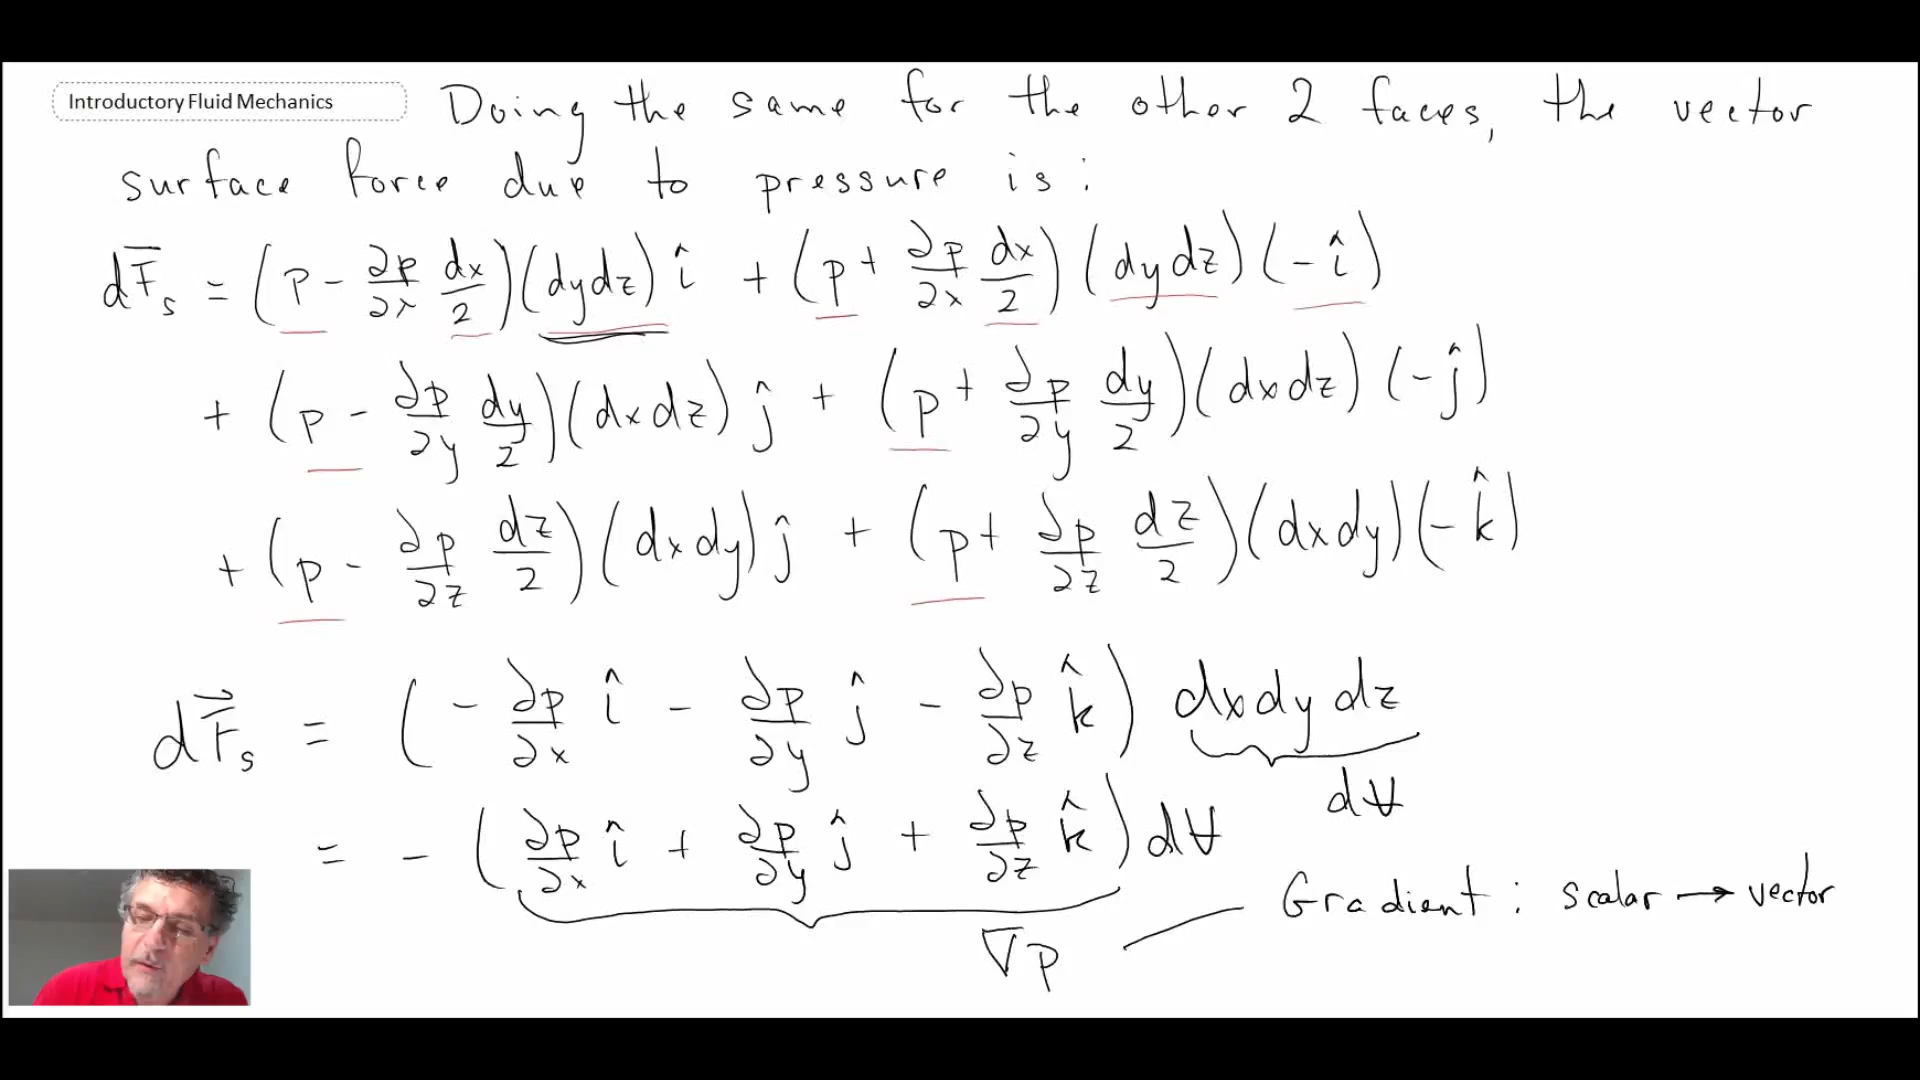 Introductory Fluid Mechanics
Doing the same for the other 2 faces, the vector
surface force due to pressure is:
dF⃗s = (p − ∂p/∂x dx/2)(dydz) î + (p + ∂p/∂x dx/2)(dydz)(−î)
+ (p − ∂p/∂y dy/2)(dxdz) ĵ + (p + ∂p/∂y dy/2)(dxdz)(−ĵ)
+ (p − ∂p/∂z dz/2)(dxdy) ĵ + (p + ∂p/∂z dz/2)(dxdy)(−k̂)
dF⃗s = (−∂p/∂x î − ∂p/∂y ĵ − ∂p/∂z k̂) dxdydz
dV̶
= −(∂p/∂x î + ∂p/∂y ĵ + ∂p/∂z k̂) dV̶
Gradient: scalar → vector
∇p